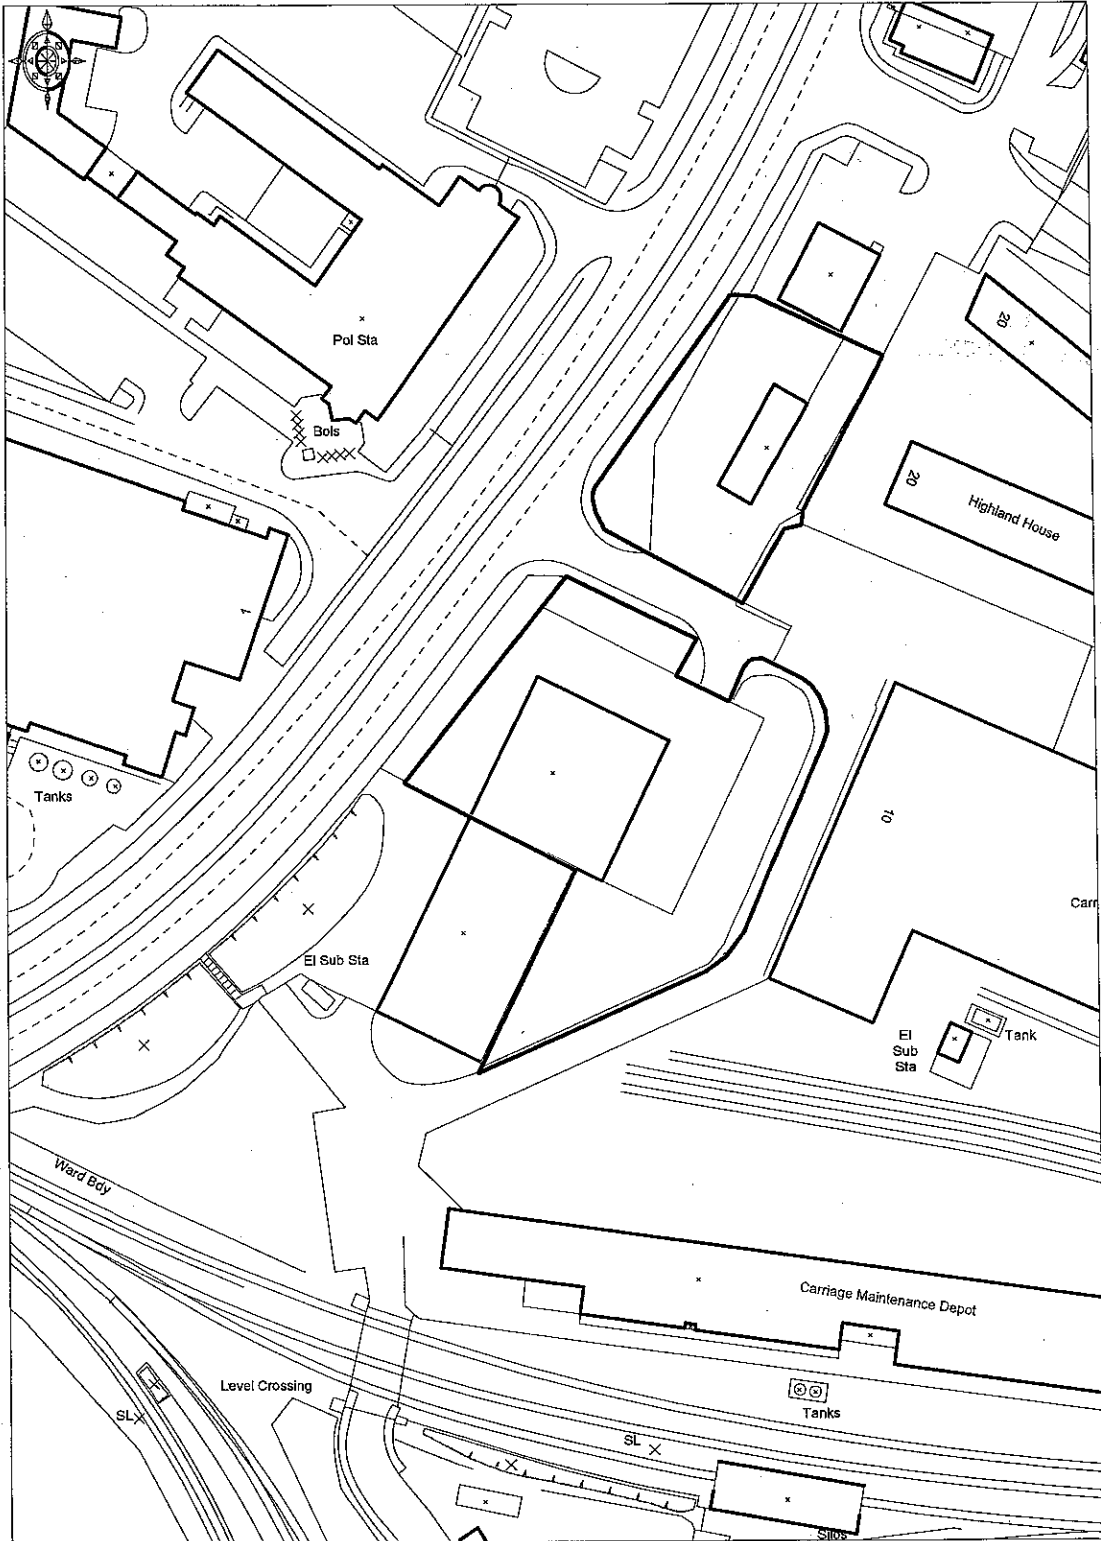 Pol Sta
20
Bols
20
Highland House
1
Tanks
10
Carr
El Sub Sta
El
Sub
Sta
Tank
Ward Bdy
Carriage Maintenance Depot
Level Crossing
Tanks
SL
SL
Silos